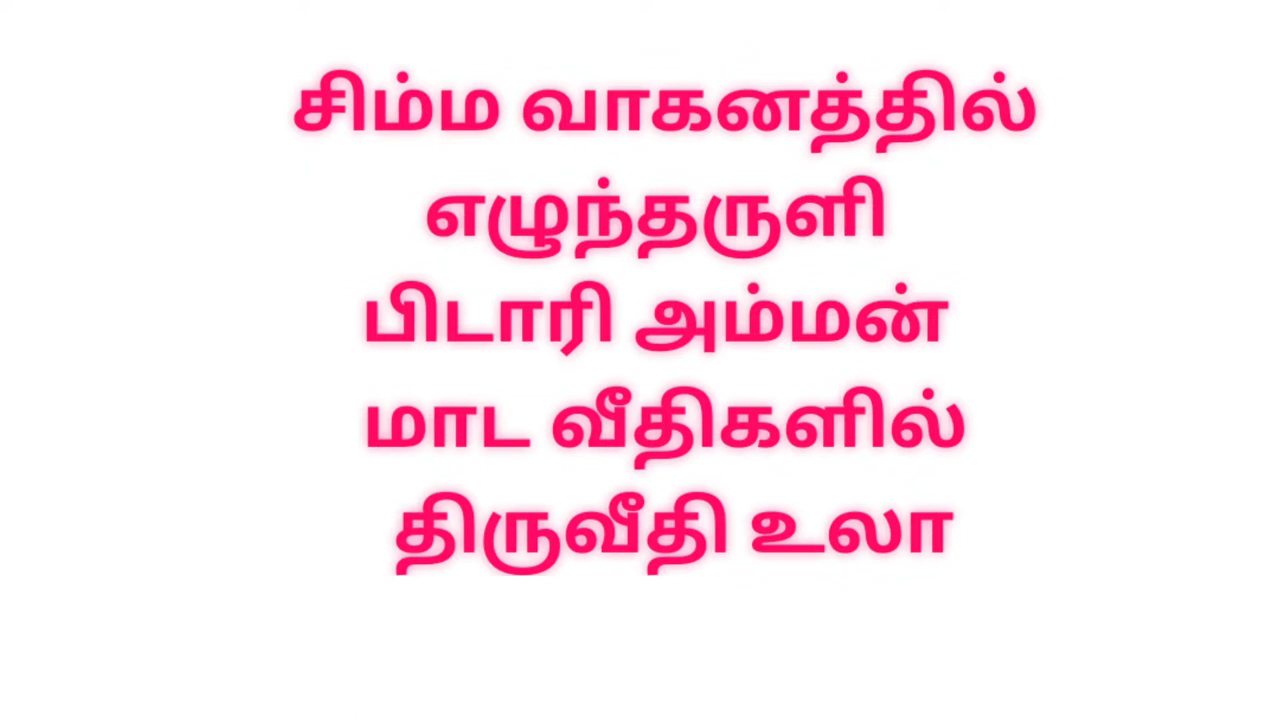 சிம்ம வாகனத்தில்
எழுந்தருளி
பிடாரி அம்மன்
மாட வீதிகளில்
திருவீதி உலா